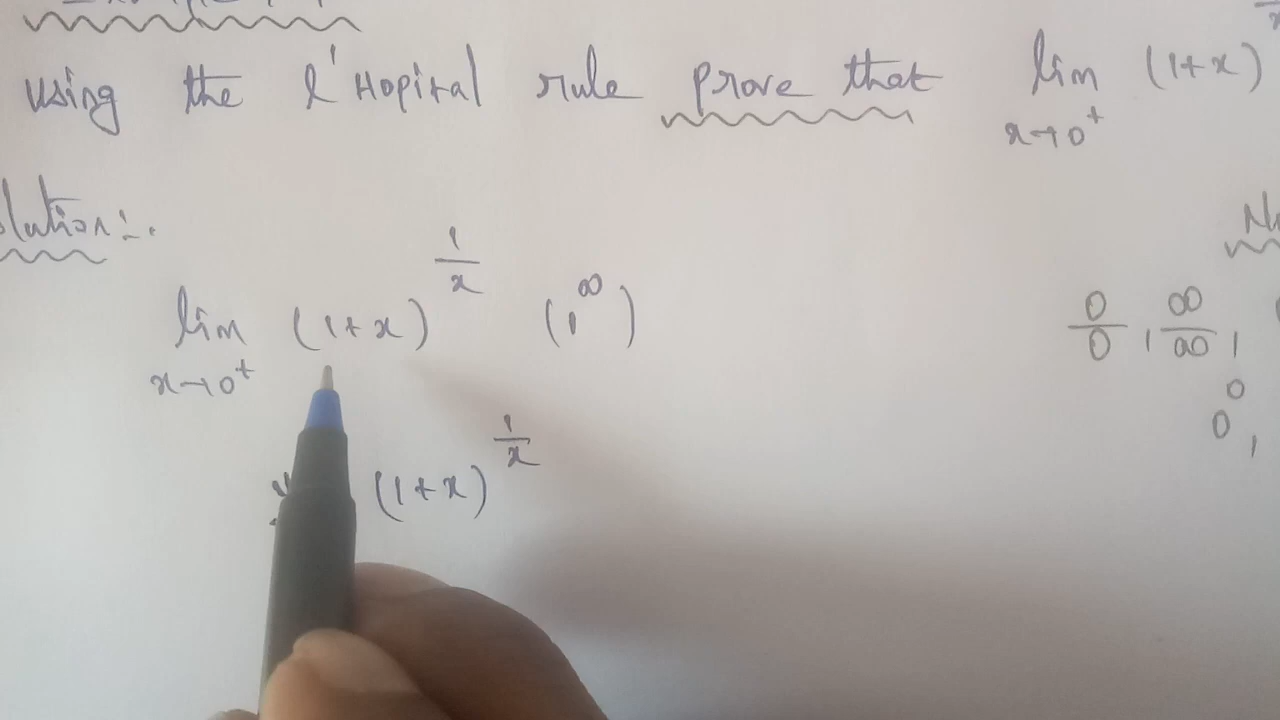 using the l'Hopital rule prove that lim (1+x)
x→0⁺
lution:-
1/x
lim (1+x) (1^∞)
x→0⁺
0/0 , ∞/∞ ,
0⁰ ,
(1+x)^(1/x)